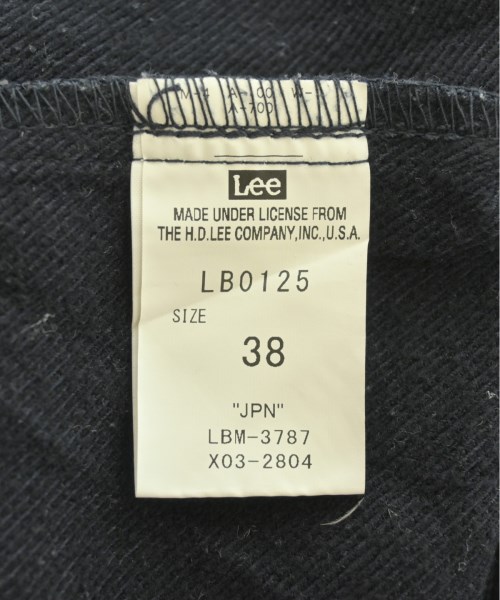 Lee
MADE UNDER LICENSE FROM
THE H.D.LEE COMPANY,INC.,U.S.A.
LB0125
SIZE
38
"JPN"
LBM-3787
X03-2804